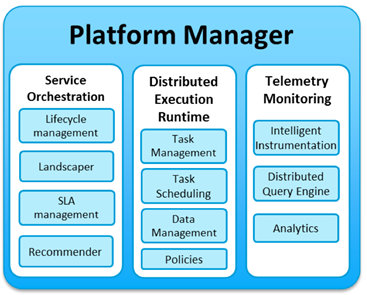 Platform Manager
Service
Orchestration
Lifecycle
management
Landscaper
SLA
management
Recommender
Distributed
Execution
Runtime
Task
Management
Task
Scheduling
Data
Management
Policies
Telemetry
Monitoring
Intelligent
Instrumentation
Distributed
Query Engine
Analytics